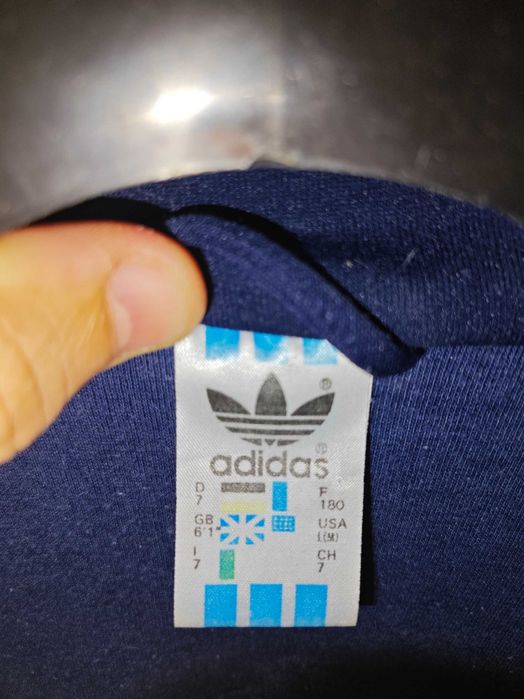 ®
adidas®
D F
7 180
GB USA
6'1" L(M)
I CH
7 7